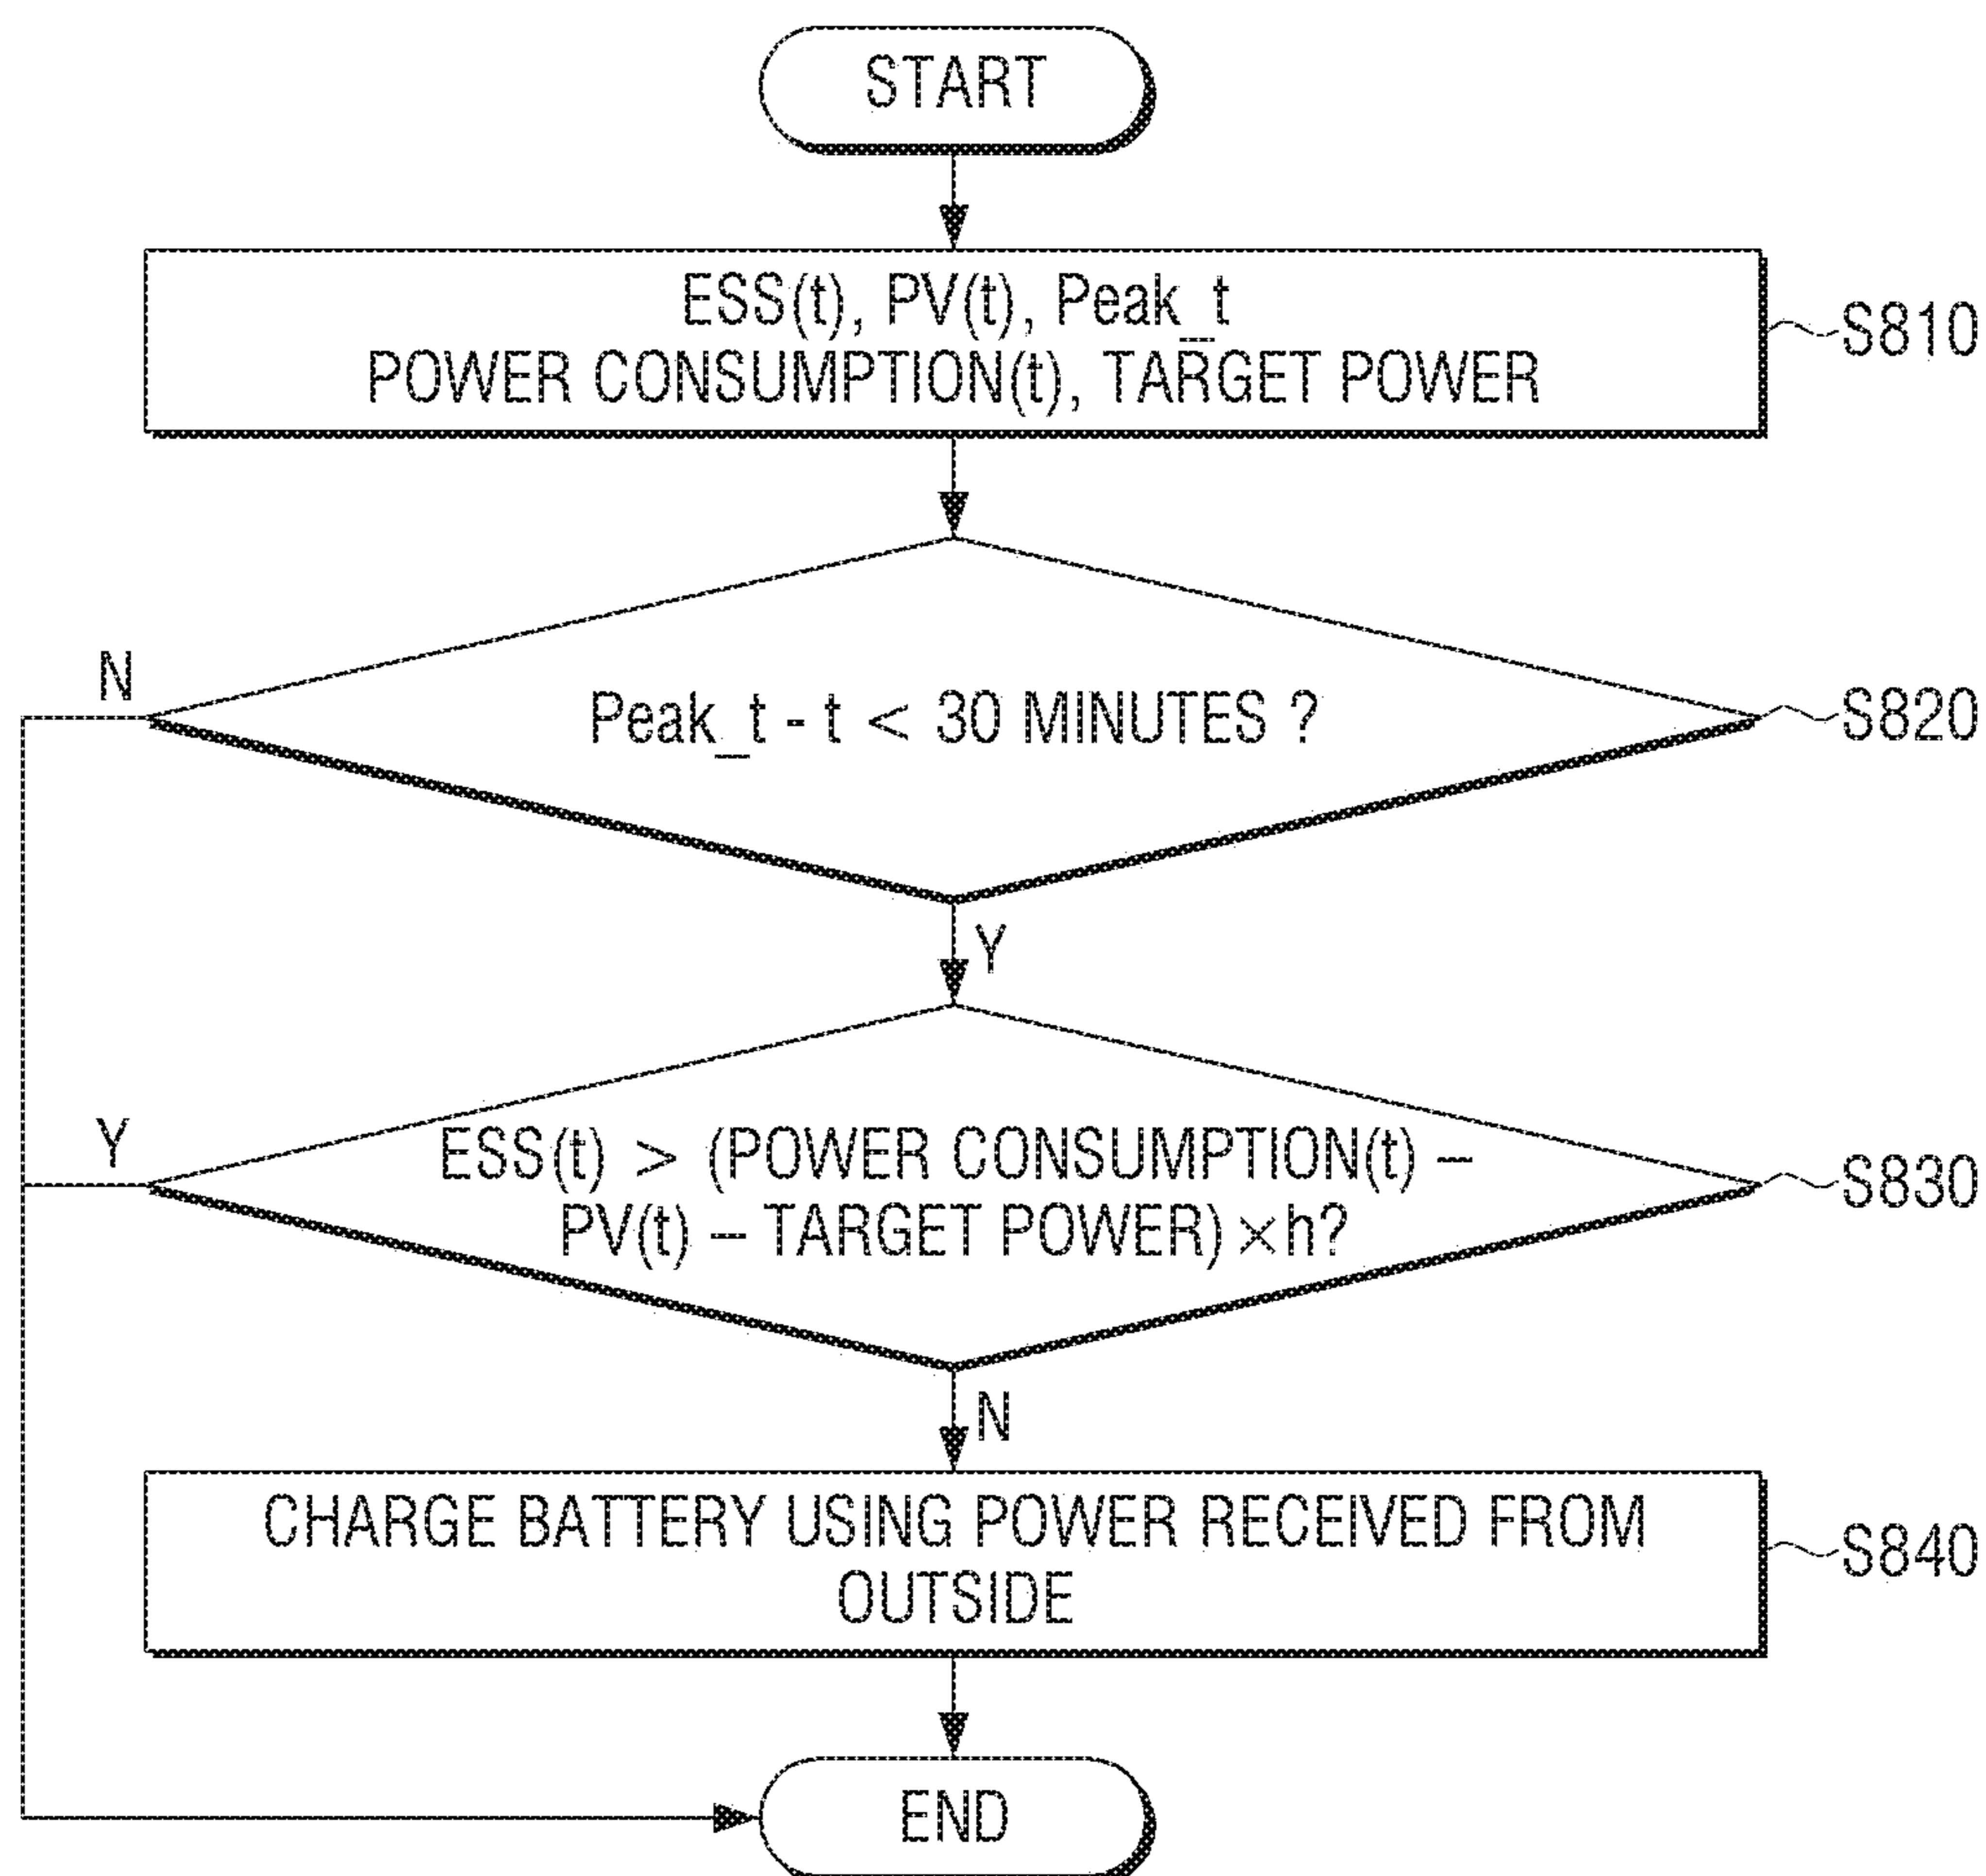 START
ESS(t), PV(t), Peak_t
POWER CONSUMPTION(t), TARGET POWER
S810
N
Peak_t - t < 30 MINUTES ?
S820
Y
Y
ESS(t) > (POWER CONSUMPTION(t) –
PV(t) – TARGET POWER) ×h?
S830
N
CHARGE BATTERY USING POWER RECEIVED FROM
OUTSIDE
S840
END